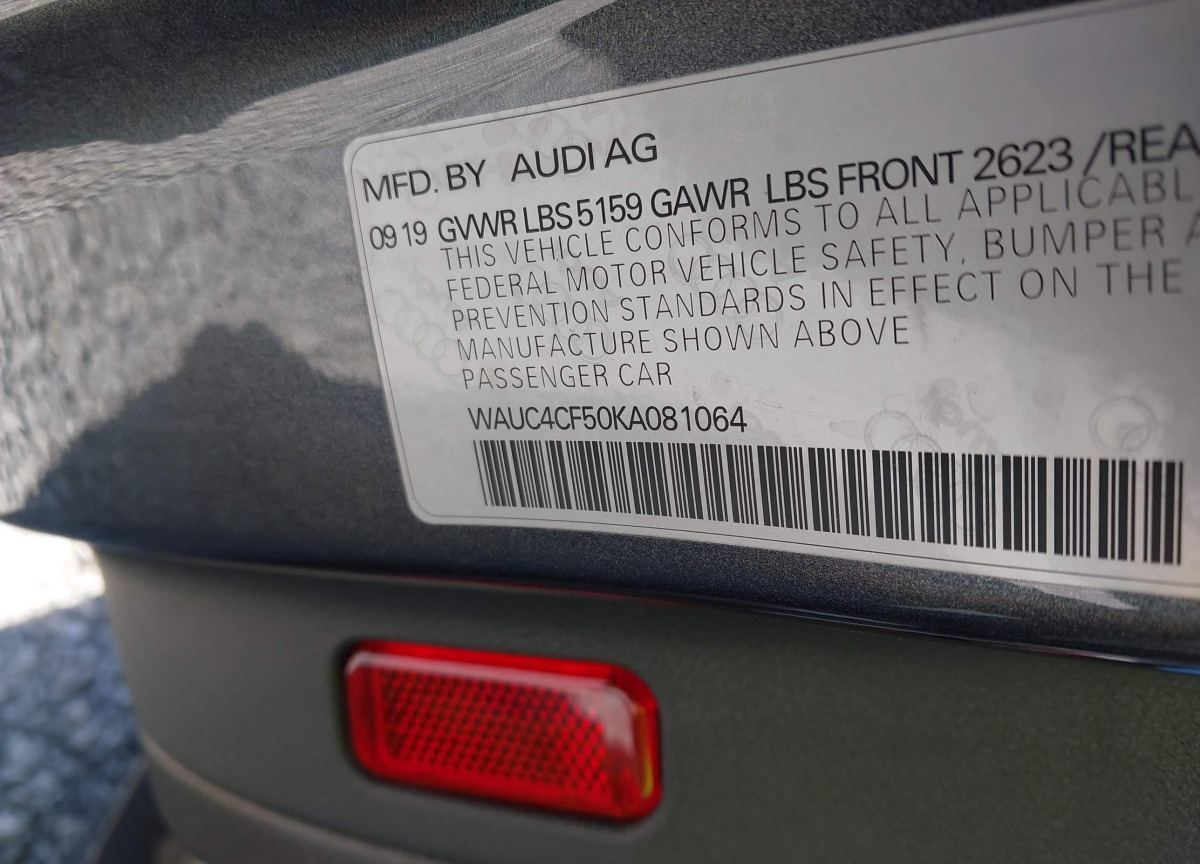 MFD. BY AUDI AG
09 19 GVWR LBS 5159 GAWR LBS FRONT 2623 /REA
THIS VEHICLE CONFORMS TO ALL APPLICABL
FEDERAL MOTOR VEHICLE SAFETY, BUMPER A
PREVENTION STANDARDS IN EFFECT ON THE
MANUFACTURE SHOWN ABOVE
PASSENGER CAR
WAUC4CF50KA081064